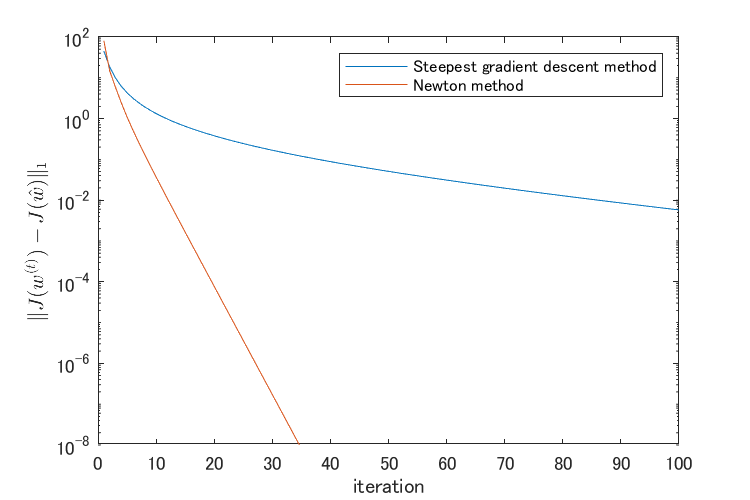 10^2
10^0
10^-2
10^-4
10^-6
10^-8
||J(w^(t)) − J(ŵ)||_1
Steepest gradient descent method
Newton method
0 10 20 30 40 50 60 70 80 90 100
iteration